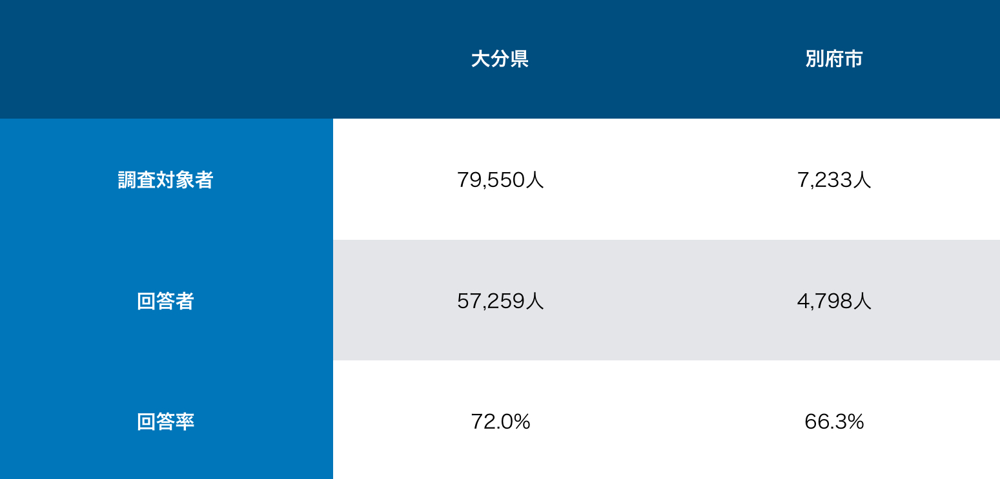 大分県 別府市
調査対象者 79,550人 7,233人
回答者 57,259人 4,798人
回答率 72.0% 66.3%